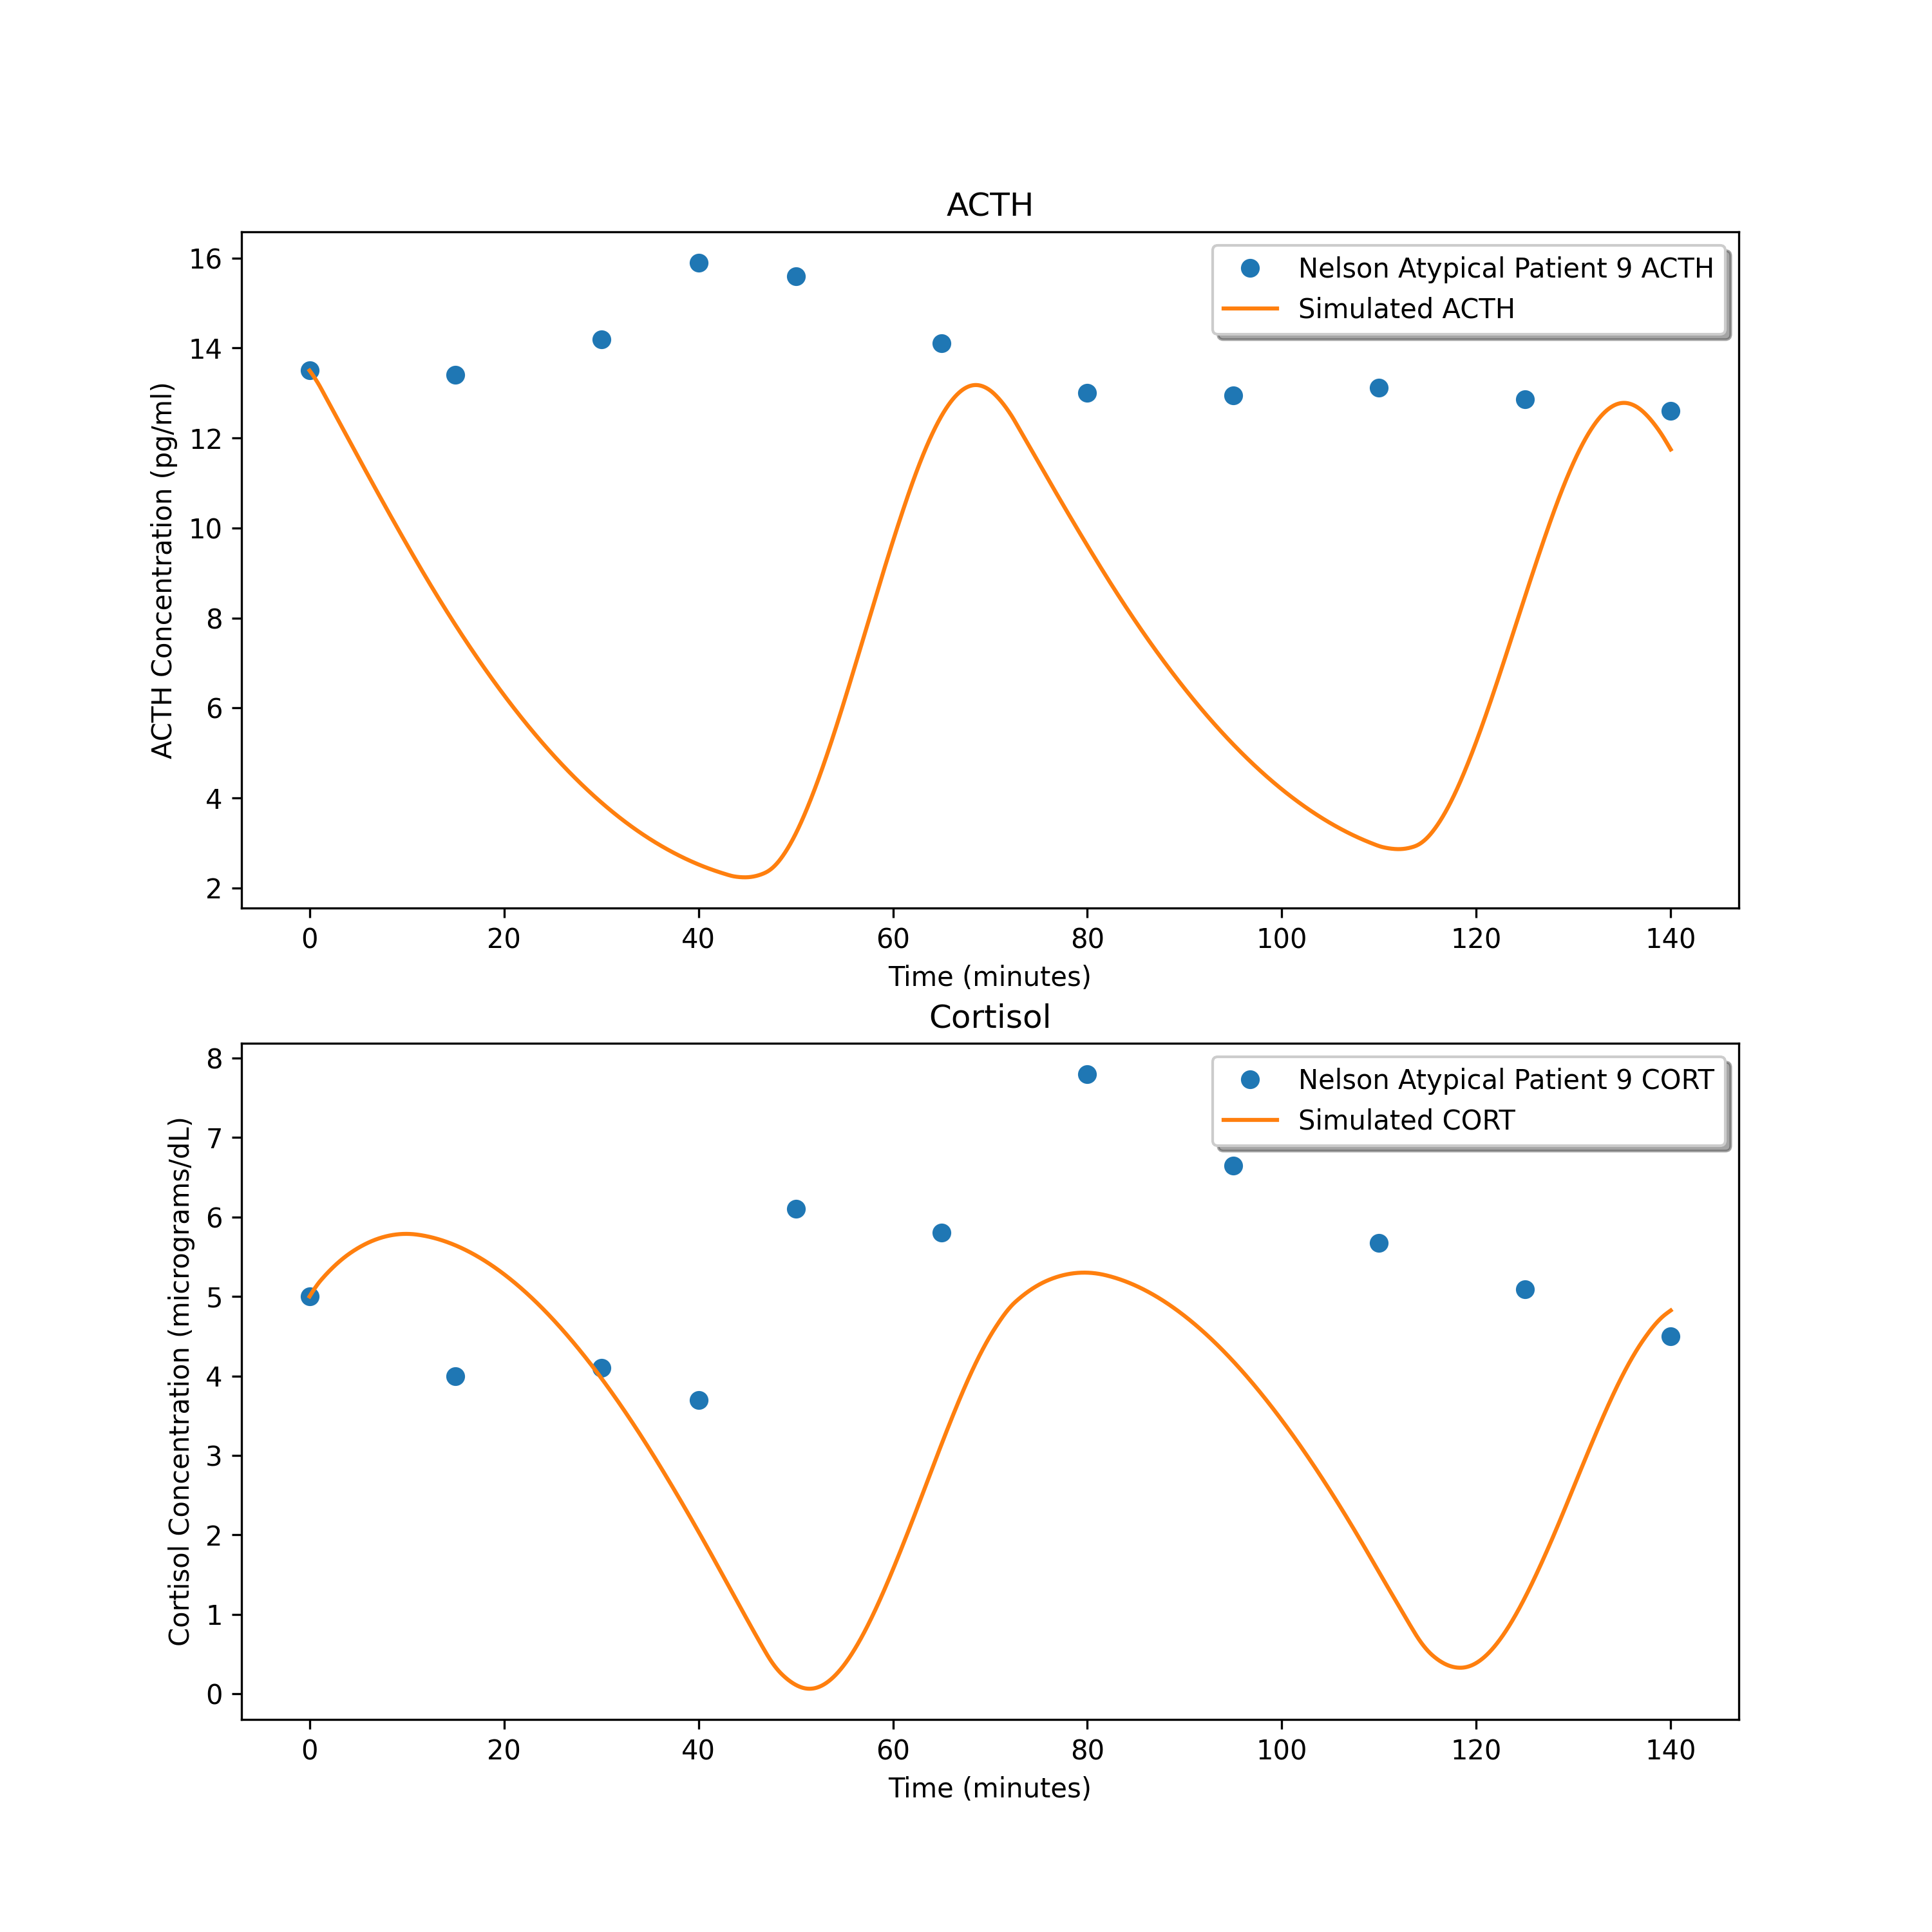 ACTH
16
14
12
10
8
6
4
2
ACTH Concentration (pg/ml)
Nelson Atypical Patient 9 ACTH
Simulated ACTH
0 20 40 60 80 100 120 140
Time (minutes)
Cortisol
8
7
6
5
4
3
2
1
0
Cortisol Concentration (micrograms/dL)
Nelson Atypical Patient 9 CORT
Simulated CORT
0 20 40 60 80 100 120 140
Time (minutes)